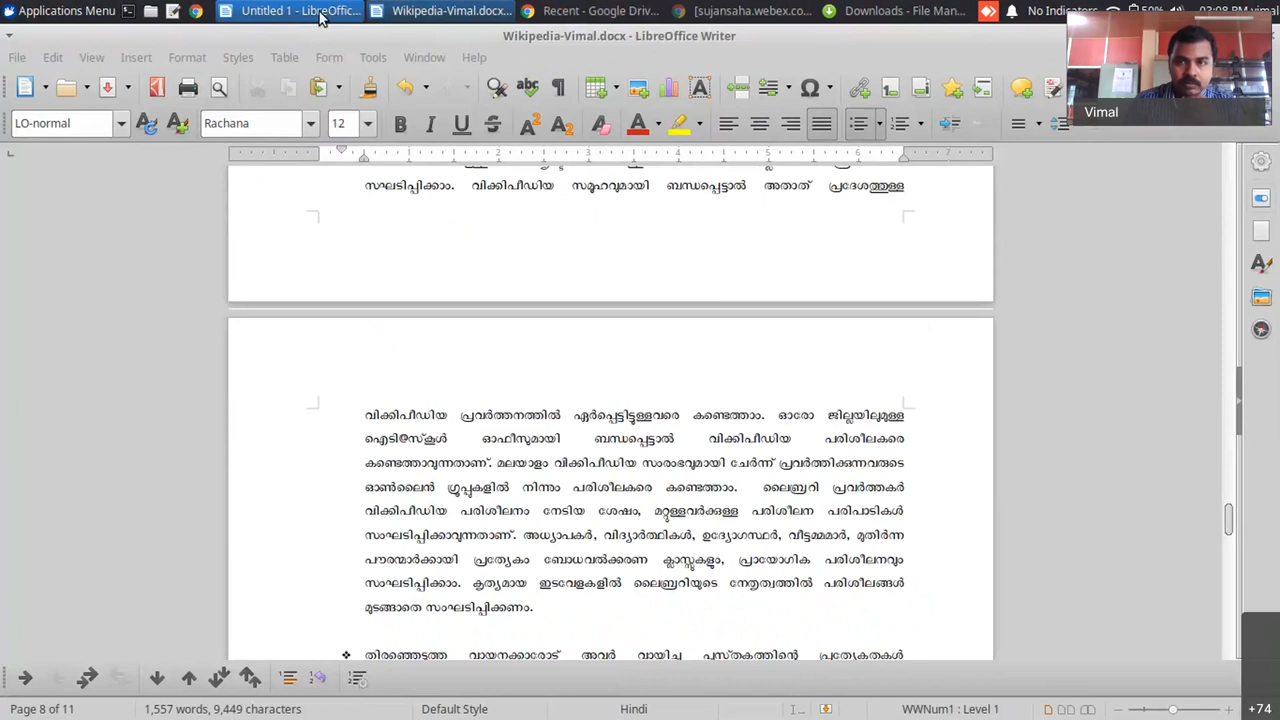 Applications Menu
Untitled 1 - LibreOffic...
Wikipedia-Vimal.docx...
Recent - Google Driv...
[sujansaha.webex.co...
Downloads - File Man...
No Indicators
50%
03:08 PM vimal
Wikipedia-Vimal.docx - LibreOffice Writer
File Edit View Insert Format Styles Table Form Tools Window Help
Vimal
LO-normal
Rachana
12
സഘടിപ്പിക്കാം. വിക്കിപീഡിയ സമൂഹവുമായി ബന്ധപ്പെട്ടാൽ അതാത് പ്രദേശത്തുള്ള
വിക്കിപീഡിയ പ്രവർത്തനത്തിൽ ഏർപ്പെട്ടിട്ടുള്ളവരെ കണ്ടെത്താം. ഓരോ ജില്ലയിലുമുള്ള
ഐടി@സ്കൂൾ ഓഫീസുമായി ബന്ധപ്പെട്ടാൽ വിക്കിപീഡിയ പരിശീലകരെ
കണ്ടെത്താവുന്നതാണ്. മലയാളം വിക്കിപീഡിയ സംരംഭവുമായി ചേർന്ന് പ്രവർത്തിക്കുന്നവരുടെ
ഓൺലൈൻ ഗ്രൂപ്പുകളിൽ നിന്നും പരിശീലകരെ കണ്ടെത്താം. ലൈബ്രറി പ്രവർത്തകർ
വിക്കിപീഡിയ പരിശീലനം നേടിയ ശേഷം, മറ്റുള്ളവർക്കുള്ള പരിശീലന പരിപാടികൾ
സംഘടിപ്പിക്കാവുന്നതാണ്. അധ്യാപകർ, വിദ്യാർത്ഥികൾ, ഉദ്യോഗസ്ഥർ, വീട്ടമ്മമാർ, മുതിർന്ന
പൗരന്മാർക്കായി പ്രത്യേകം ബോധവൽക്കരണ ക്ലാസ്സുകളും, പ്രായോഗിക പരിശീലനവും
സംഘടിപ്പിക്കാം. കൃത്യമായ ഇടവേളകളിൽ ലൈബ്രറിയുടെ നേതൃത്വത്തിൽ പരിശീലങ്ങൾ
മുടങ്ങാതെ സംഘടിപ്പിക്കണം.
❖ തിരഞ്ഞെടുത്ത വായനക്കാരോട് അവർ വായിച്ച പുസ്തകത്തിന്റെ പ്രത്യേകതകൾ
Page 8 of 11
1,557 words, 9,449 characters
Default Style
Hindi
WWNum1 : Level 1
+74